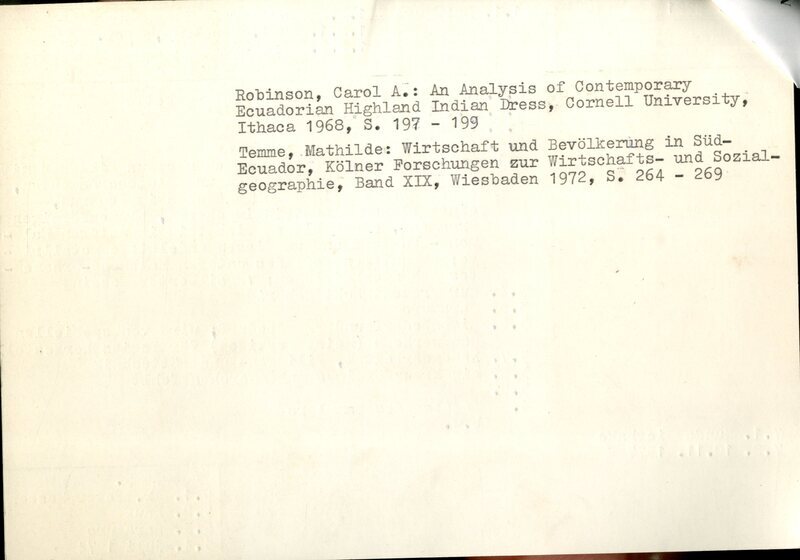 Robinson, Carol A.: An Analysis of Contemporary
Ecuadorian Highland Indian Dress, Cornell University,
Ithaca 1968, S. 197 - 199
Temme, Mathilde: Wirtschaft und Bevölkerung in Süd-
Ecuador, Kölner Forschungen zur Wirtschafts- und Sozial-
geographie, Band XIX, Wiesbaden 1972, S. 264 - 269